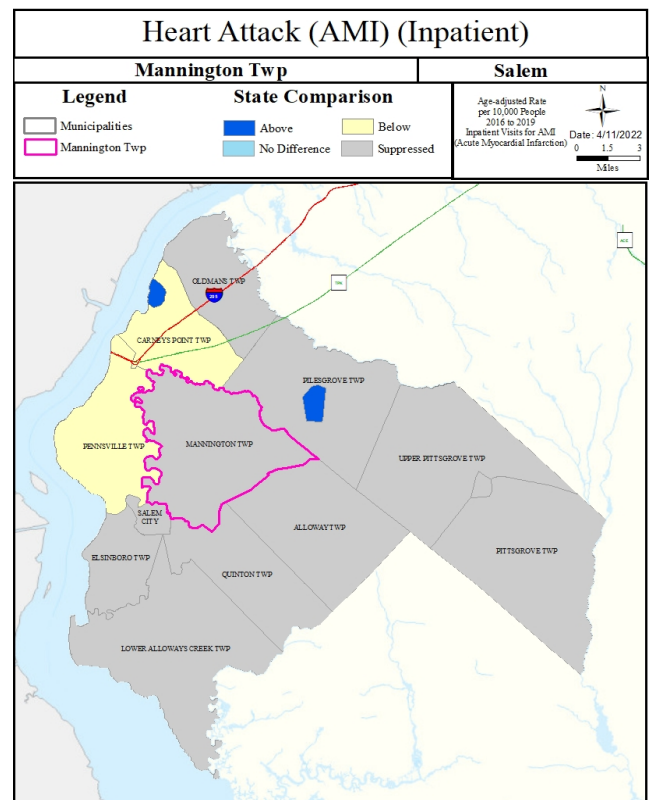 Heart Attack (AMI) (Inpatient)
Mannington Twp
Salem
Legend
Municipalities
Mannington Twp
State Comparison
Above
Below
No Difference
Suppressed
Age-adjusted Rate
per 10,000 People
2016 to 2019
Inpatient Visits for AMI
(Acute Myocardial Infarction)
N
Date: 4/11/2022
0 1.5 3
Miles
OLDMANS TWP
295
CARNEYS POINT TWP
PILESGROVE TWP
PENNSVILLE TWP
MANNINGTON TWP
UPPER PITTSGROVE TWP
SALEM
CITY
ALLOWAY TWP
PITTSGROVE TWP
ELSINBORO TWP
QUINTON TWP
LOWER ALLOWAYS CREEK TWP